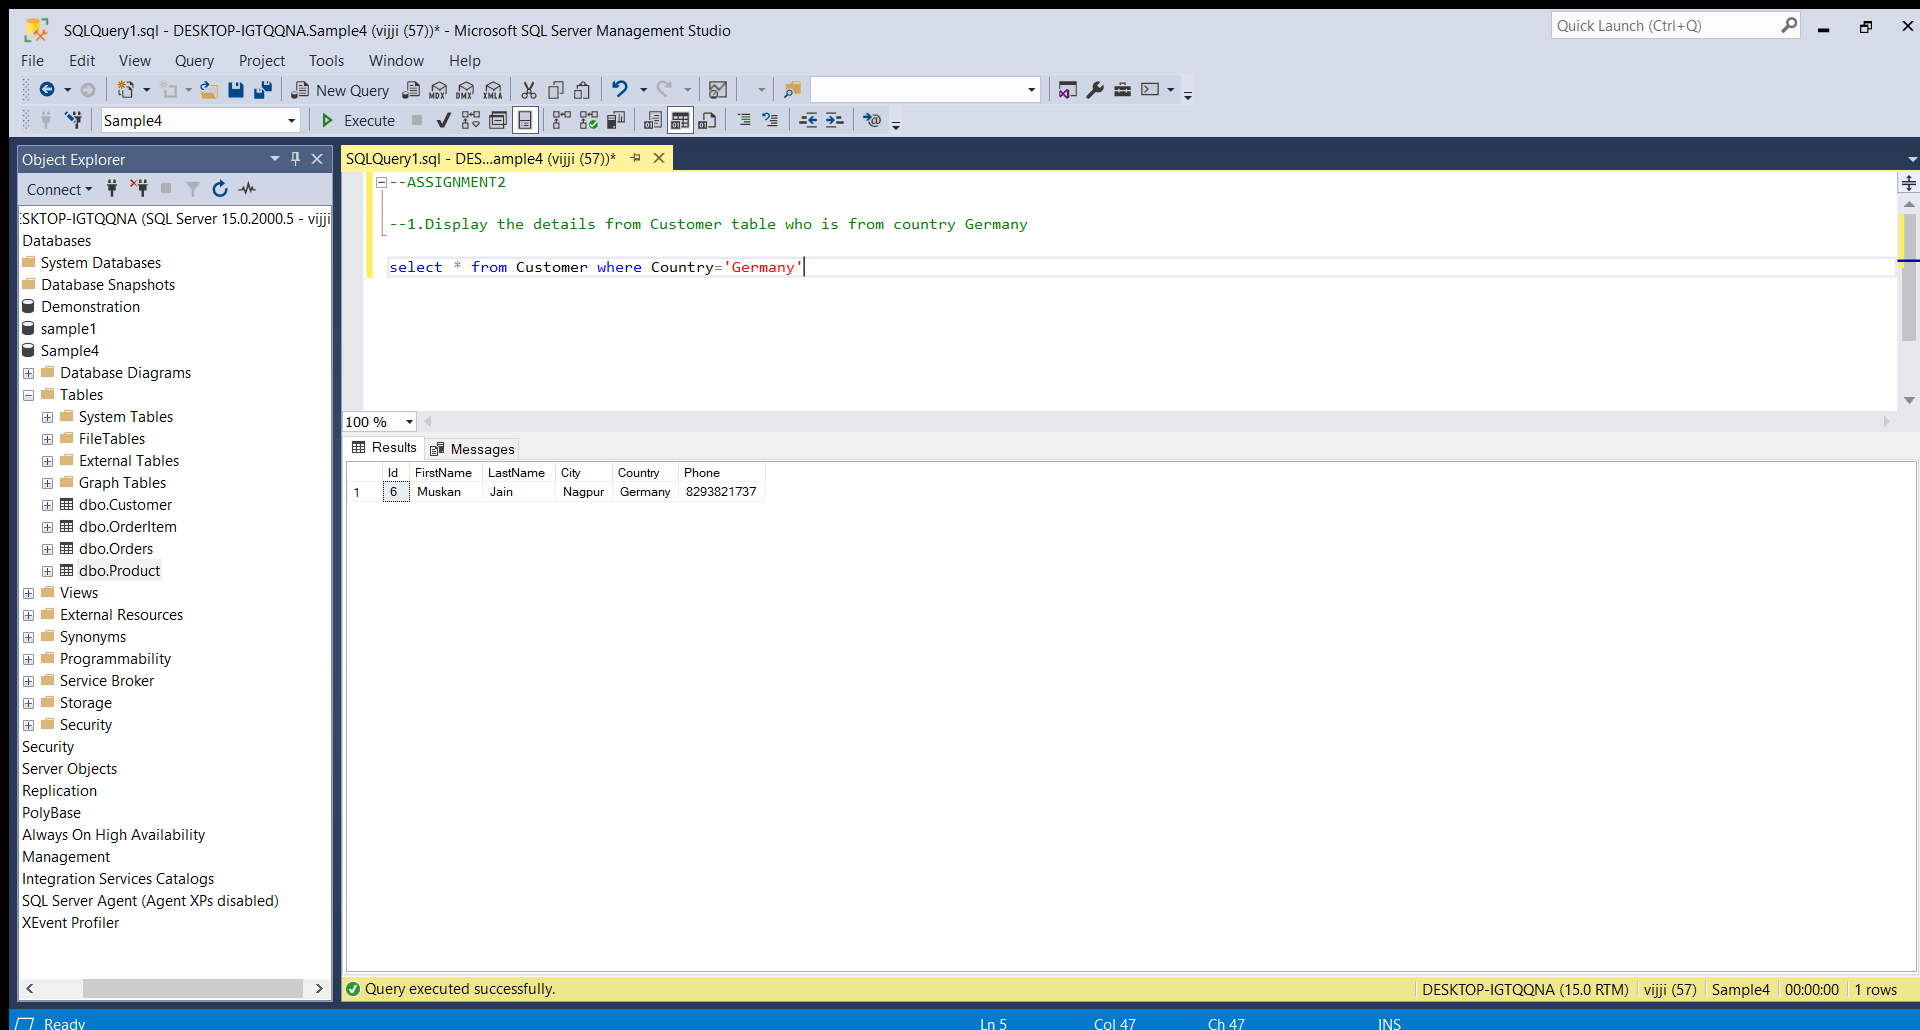 SQLQuery1.sql - DESKTOP-IGTQQNA.Sample4 (vijji (57))* - Microsoft SQL Server Management Studio
Quick Launch (Ctrl+Q)
File Edit View Query Project Tools Window Help
New Query MDX DMX XMLA
Sample4 Execute
Object Explorer
Connect
ESKTOP-IGTQQNA (SQL Server 15.0.2000.5 - vijji
Databases
System Databases
Database Snapshots
Demonstration
sample1
Sample4
Database Diagrams
Tables
System Tables
FileTables
External Tables
Graph Tables
dbo.Customer
dbo.OrderItem
dbo.Orders
dbo.Product
Views
External Resources
Synonyms
Programmability
Service Broker
Storage
Security
Security
Server Objects
Replication
PolyBase
Always On High Availability
Management
Integration Services Catalogs
SQL Server Agent (Agent XPs disabled)
XEvent Profiler
SQLQuery1.sql - DES...ample4 (vijji (57))*
--ASSIGNMENT2
--1.Display the details from Customer table who is from country Germany
select * from Customer where Country='Germany'
100 %
Results Messages
Id FirstName LastName City Country Phone
1 6 Muskan Jain Nagpur Germany 8293821737
Query executed successfully. DESKTOP-IGTQQNA (15.0 RTM) vijji (57) Sample4 00:00:00 1 rows
Ready Ln 5 Col 47 Ch 47 INS